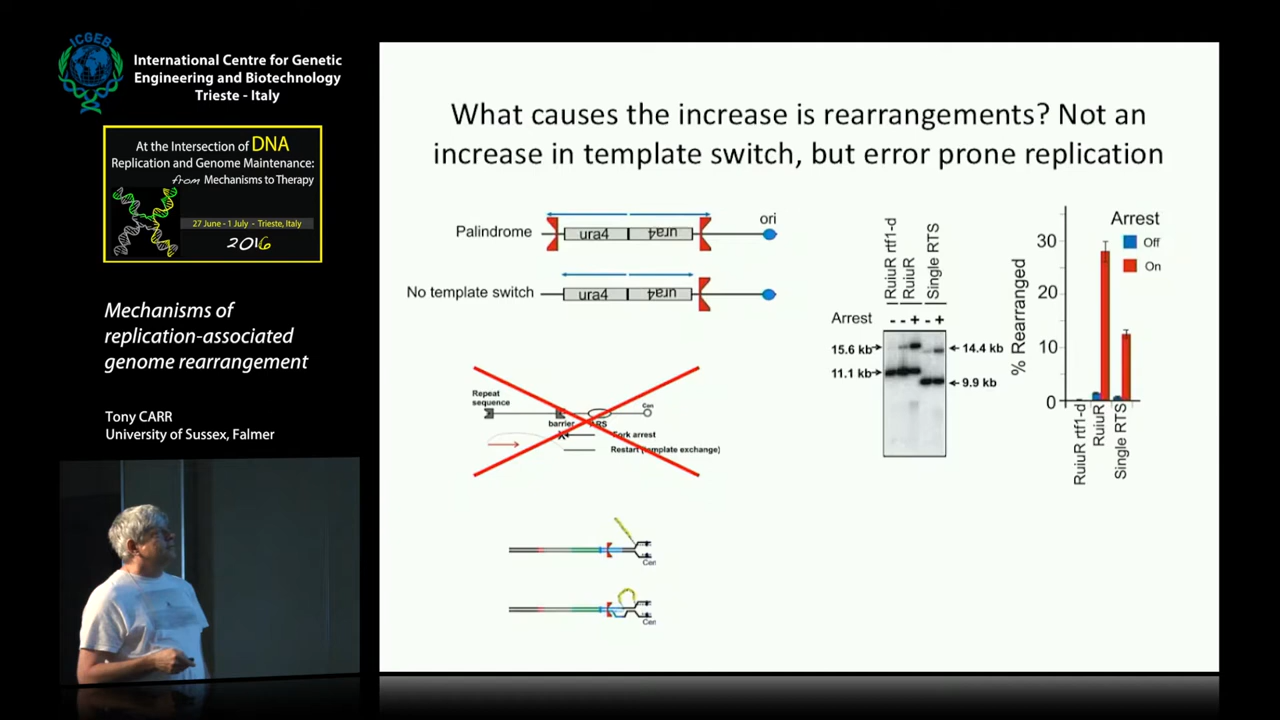 ICGEB
International Centre for Genetic
Engineering and Biotechnology
Trieste - Italy
At the Intersection of DNA
Replication and Genome Maintenance:
from Mechanisms to Therapy
27 June - 1 July - Trieste, Italy
2016
Mechanisms of
replication-associated
genome rearrangement
Tony CARR
University of Sussex, Falmer
What causes the increase is rearrangements? Not an
increase in template switch, but error prone replication
Palindrome
ura4
ura4
ori
No template switch
ura4
ura4
Repeat
sequence
barrier
ARS
Cen
Fork arrest
Restart (template exchange)
Cen
Cen
RuiuR rtf1-d
RuiuR
Single RTS
Arrest
- - + - +
15.6 kb
11.1 kb
14.4 kb
9.9 kb
Arrest
Off
On
% Rearranged
30
20
10
0
RuiuR rtf1-d
RuiuR
Single RTS